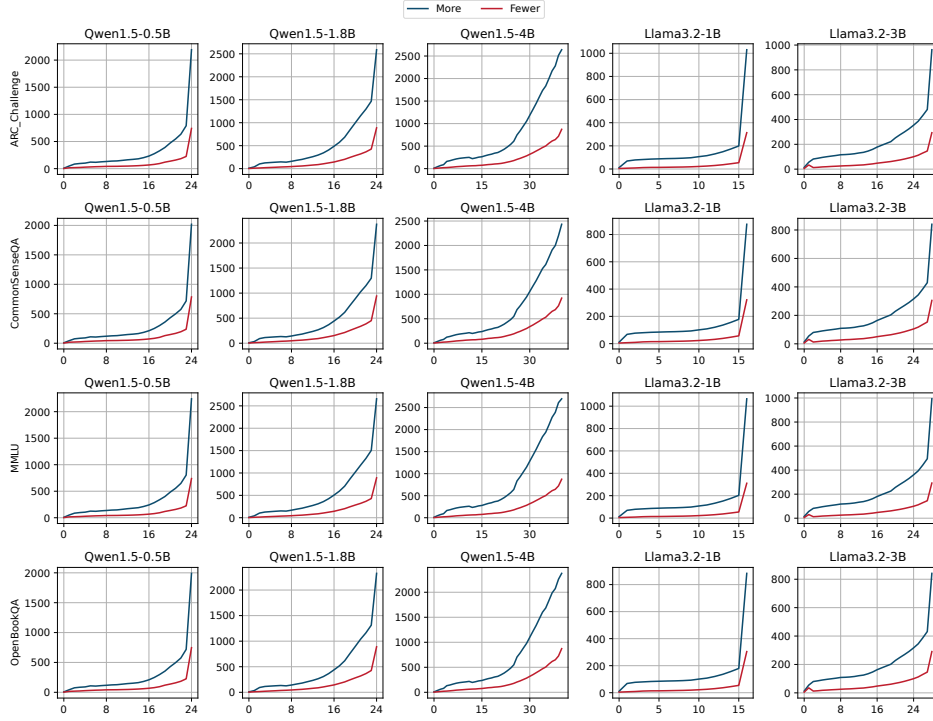 More Fewer
Qwen1.5-0.5B Qwen1.5-1.8B Qwen1.5-4B Llama3.2-1B Llama3.2-3B
ARC_Challenge
2000 1500 1000 500 0
2500 2000 1500 1000 500 0
2500 2000 1500 1000 500 0
1000 800 600 400 200 0
1000 800 600 400 200 0
0 8 16 24 0 8 16 24 0 15 30 0 5 10 15 0 8 16 24
Qwen1.5-0.5B Qwen1.5-1.8B Qwen1.5-4B Llama3.2-1B Llama3.2-3B
CommonSenseQA
2000 1500 1000 500 0
2000 1500 1000 500 0
2500 2000 1500 1000 500 0
800 600 400 200 0
800 600 400 200 0
0 8 16 24 0 8 16 24 0 15 30 0 5 10 15 0 8 16 24
Qwen1.5-0.5B Qwen1.5-1.8B Qwen1.5-4B Llama3.2-1B Llama3.2-3B
MMLU
2000 1500 1000 500 0
2500 2000 1500 1000 500 0
2500 2000 1500 1000 500 0
1000 800 600 400 200 0
1000 800 600 400 200 0
0 8 16 24 0 8 16 24 0 15 30 0 5 10 15 0 8 16 24
Qwen1.5-0.5B Qwen1.5-1.8B Qwen1.5-4B Llama3.2-1B Llama3.2-3B
OpenBookQA
2000 1500 1000 500 0
2000 1500 1000 500 0
2000 1500 1000 500 0
800 600 400 200 0
800 600 400 200 0
0 8 16 24 0 8 16 24 0 15 30 0 5 10 15 0 8 16 24